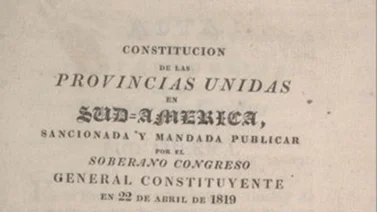 CONSTITUCION
DE LAS
PROVINCIAS UNIDAS
EN
SUD=AMERICA,
SANCIONADA Y MANDADA PUBLICAR
POR EL
SOBERANO CONGRESO
GENERAL CONSTITUYENTE
EN 22 DE ABRIL DE 1819